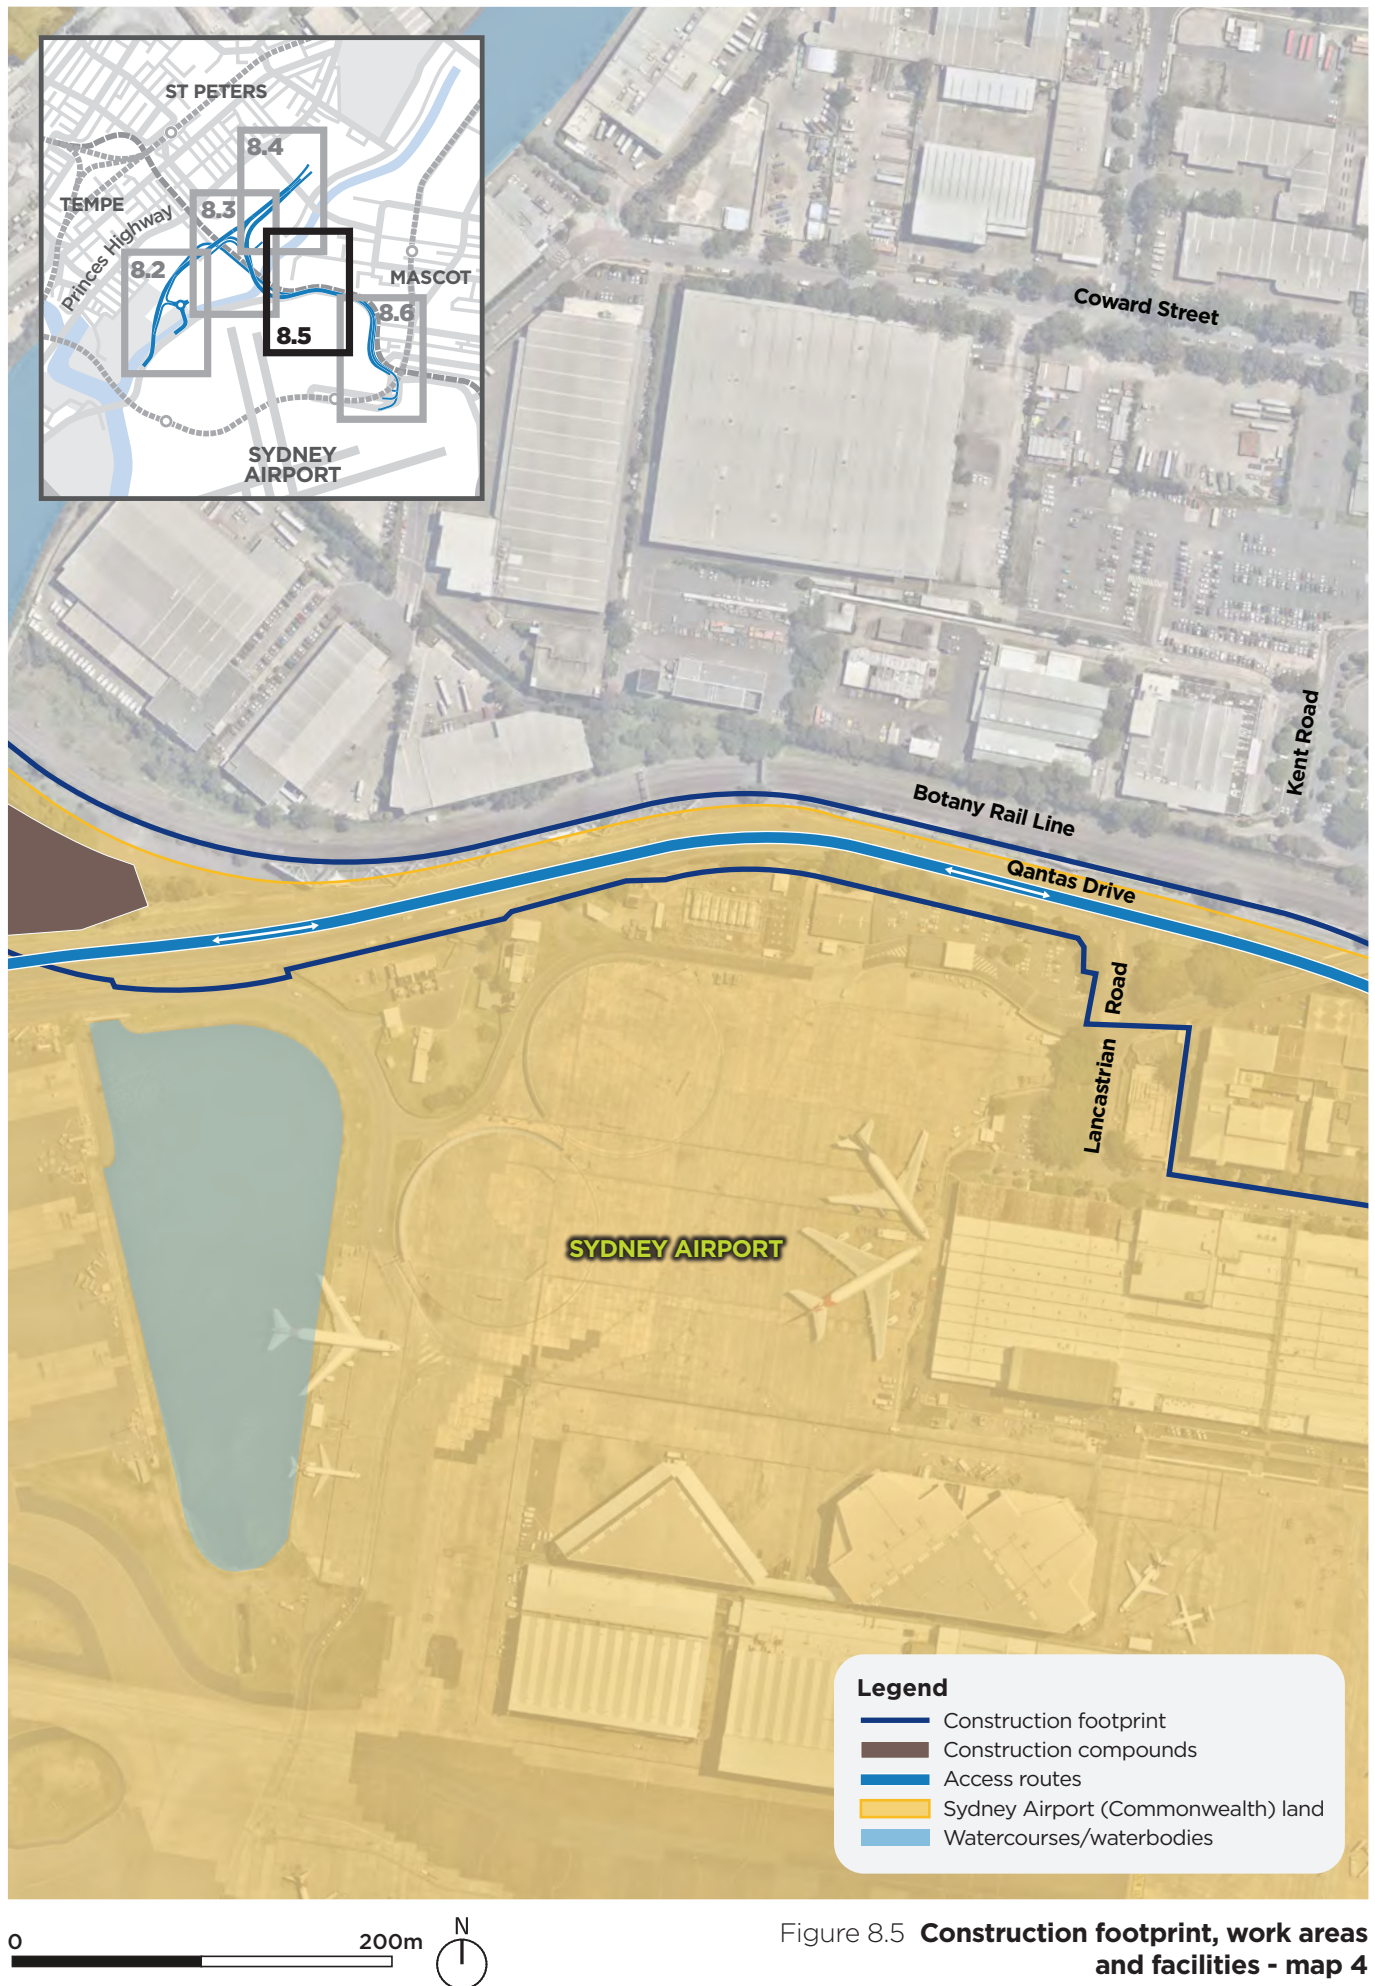 ST PETERS
8.4
TEMPE
8.3
Princes Highway
8.2
MASCOT
8.6
8.5
SYDNEY
AIRPORT
Coward Street
Kent Road
Botany Rail Line
Qantas Drive
Lancastrian Road
SYDNEY AIRPORT
Legend
Construction footprint
Construction compounds
Access routes
Sydney Airport (Commonwealth) land
Watercourses/waterbodies
0 200m
N
Figure 8.5 Construction footprint, work areas
and facilities - map 4